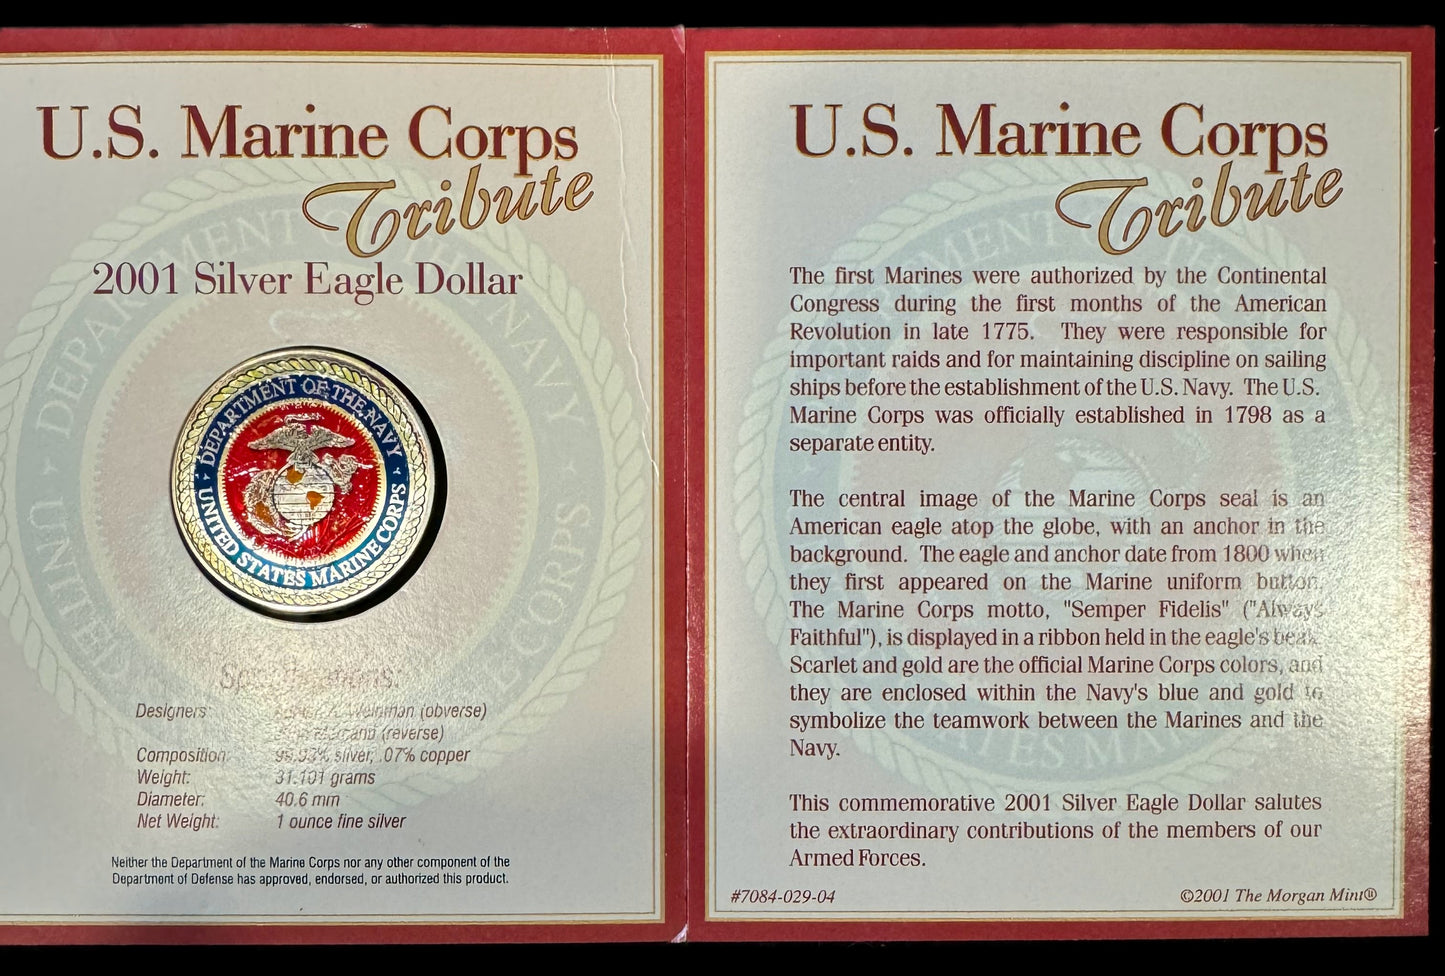 U.S. Marine Corps
Tribute
2001 Silver Eagle Dollar
DEPARTMENT OF THE NAVY
UNITED STATES MARINE CORPS
Specifications:
Designers: Weinman (obverse)
(reverse)
Composition: 99.93% silver, .07% copper
Weight: 31.101 grams
Diameter: 40.6 mm
Net Weight: 1 ounce fine silver
Neither the Department of the Marine Corps nor any other component of the
Department of Defense has approved, endorsed, or authorized this product.
U.S. Marine Corps
Tribute
The first Marines were authorized by the Continental
Congress during the first months of the American
Revolution in late 1775. They were responsible for
important raids and for maintaining discipline on sailing
ships before the establishment of the U.S. Navy. The U.S.
Marine Corps was officially established in 1798 as a
separate entity.
The central image of the Marine Corps seal is an
American eagle atop the globe, with an anchor in the
background. The eagle and anchor date from 1800 when
they first appeared on the Marine uniform button.
The Marine Corps motto, "Semper Fidelis" ("Always
Faithful"), is displayed in a ribbon held in the eagle's beak.
Scarlet and gold are the official Marine Corps colors, and
they are enclosed within the Navy's blue and gold to
symbolize the teamwork between the Marines and the
Navy.
This commemorative 2001 Silver Eagle Dollar salutes
the extraordinary contributions of the members of our
Armed Forces.
#7084-029-04
©2001 The Morgan Mint®